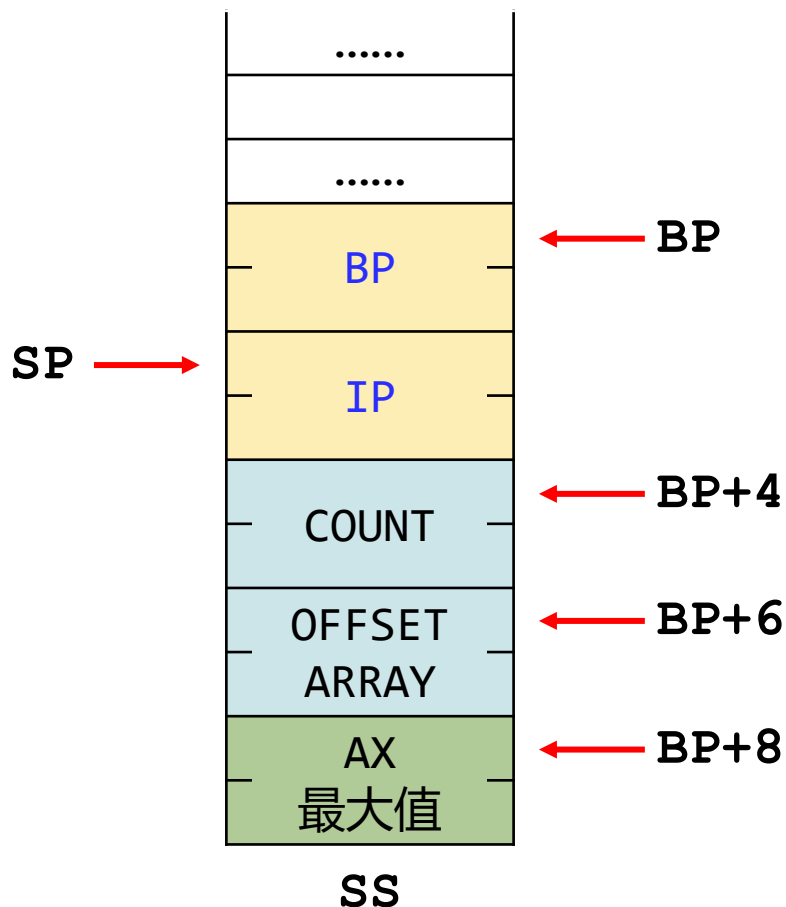 ……
……
BP
BP
SP
IP
BP+4
COUNT
OFFSET
BP+6
ARRAY
AX
BP+8
最大值
SS